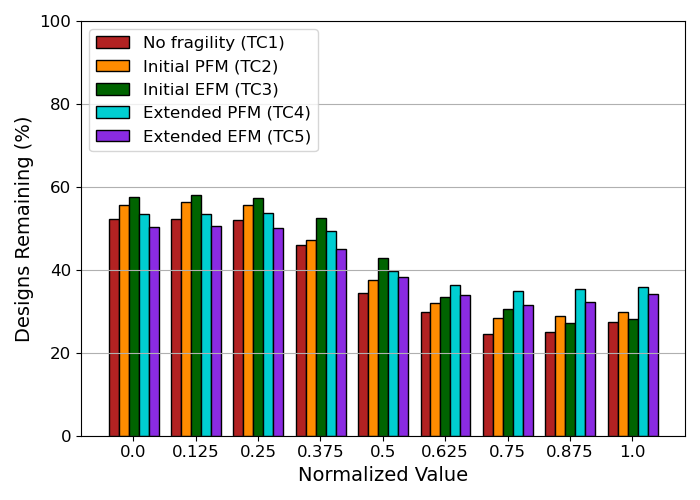 100
80
60
40
20
0
Designs Remaining (%)
No fragility (TC1)
Initial PFM (TC2)
Initial EFM (TC3)
Extended PFM (TC4)
Extended EFM (TC5)
0.0 0.125 0.25 0.375 0.5 0.625 0.75 0.875 1.0
Normalized Value